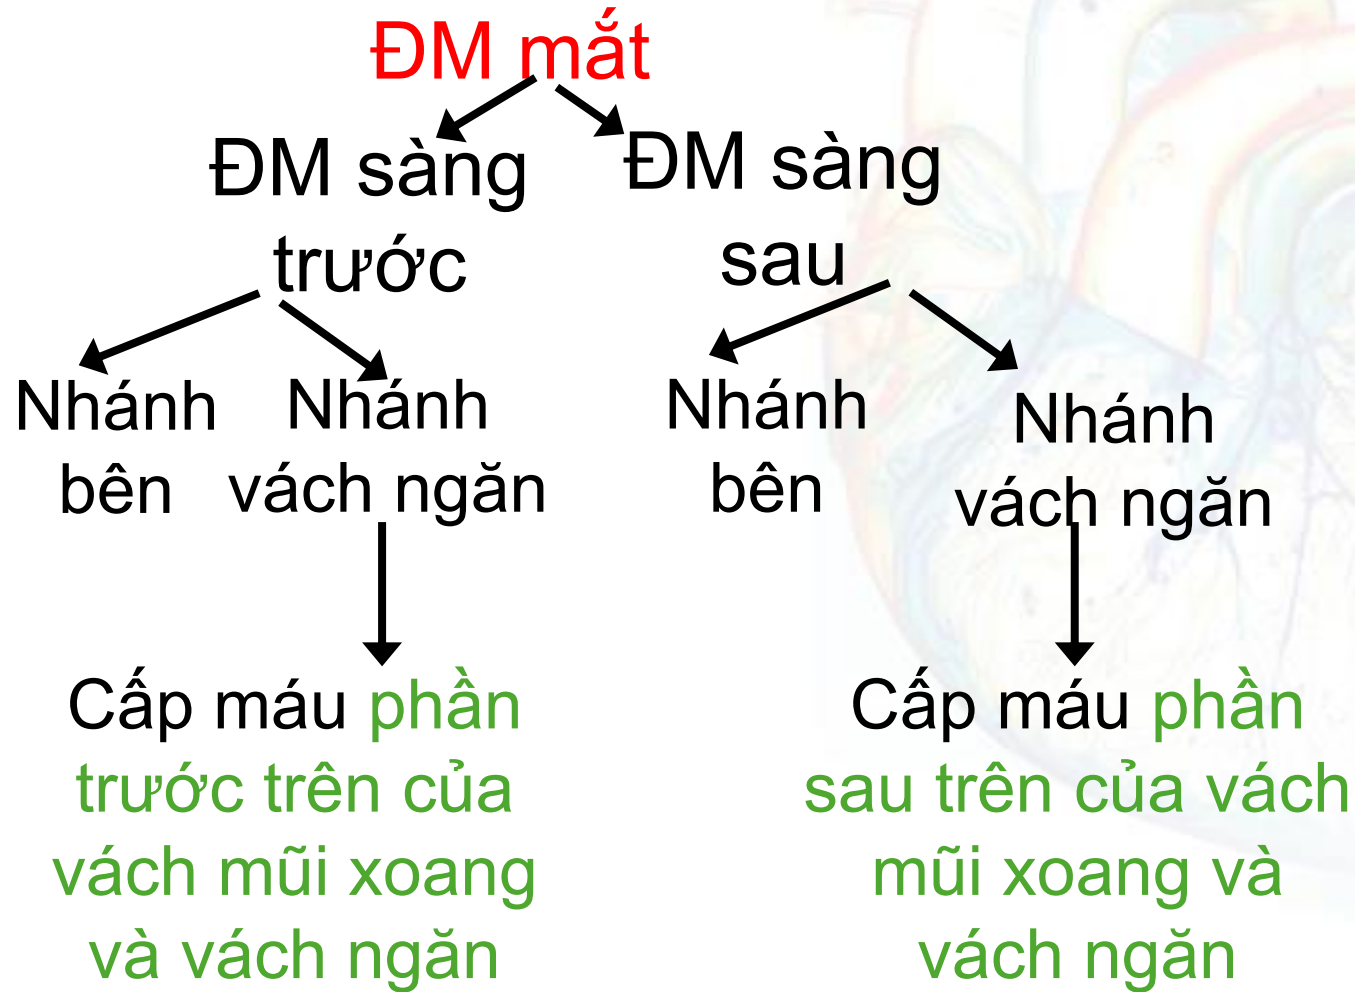 ĐM mắt
ĐM sàng
trước
ĐM sàng
sau
Nhánh
bên
Nhánh
vách ngăn
Nhánh
bên
Nhánh
vách ngăn
Cấp máu phần
trước trên của
vách mũi xoang
và vách ngăn
Cấp máu phần
sau trên của vách
mũi xoang và
vách ngăn